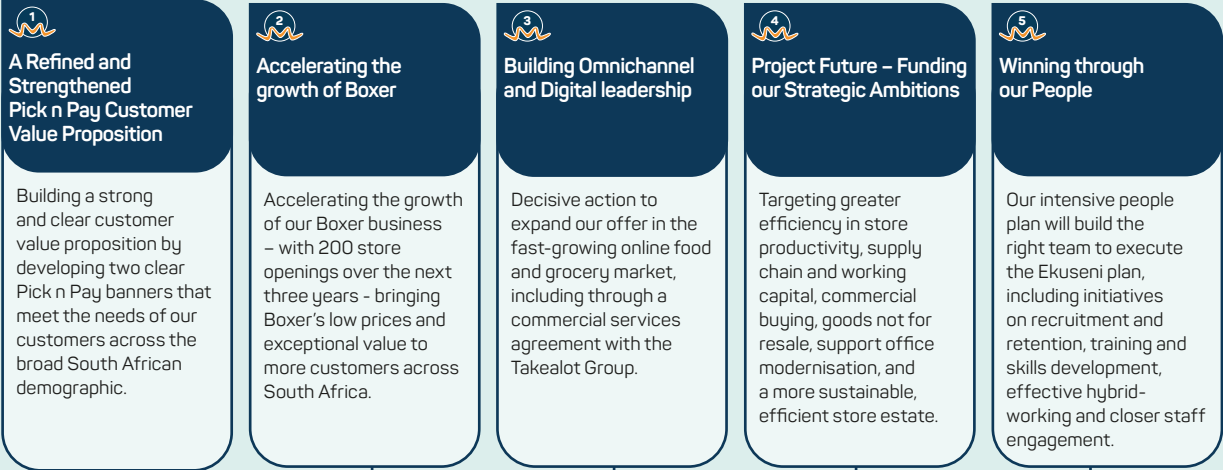 1
A Refined and
Strengthened
Pick n Pay Customer
Value Proposition
Building a strong
and clear customer
value proposition by
developing two clear
Pick n Pay banners that
meet the needs of our
customers across the
broad South African
demographic.
2
Accelerating the
growth of Boxer
Accelerating the growth
of our Boxer business
– with 200 store
openings over the next
three years - bringing
Boxer's low prices and
exceptional value to
more customers across
South Africa.
3
Building Omnichannel
and Digital leadership
Decisive action to
expand our offer in the
fast-growing online food
and grocery market,
including through a
commercial services
agreement with the
Takealot Group.
4
Project Future – Funding
our Strategic Ambitions
Targeting greater
efficiency in store
productivity, supply
chain and working
capital, commercial
buying, goods not for
resale, support office
modernisation, and
a more sustainable,
efficient store estate.
5
Winning through
our People
Our intensive people
plan will build the
right team to execute
the Ekuseni plan,
including initiatives
on recruitment and
retention, training and
skills development,
effective hybrid-
working and closer staff
engagement.